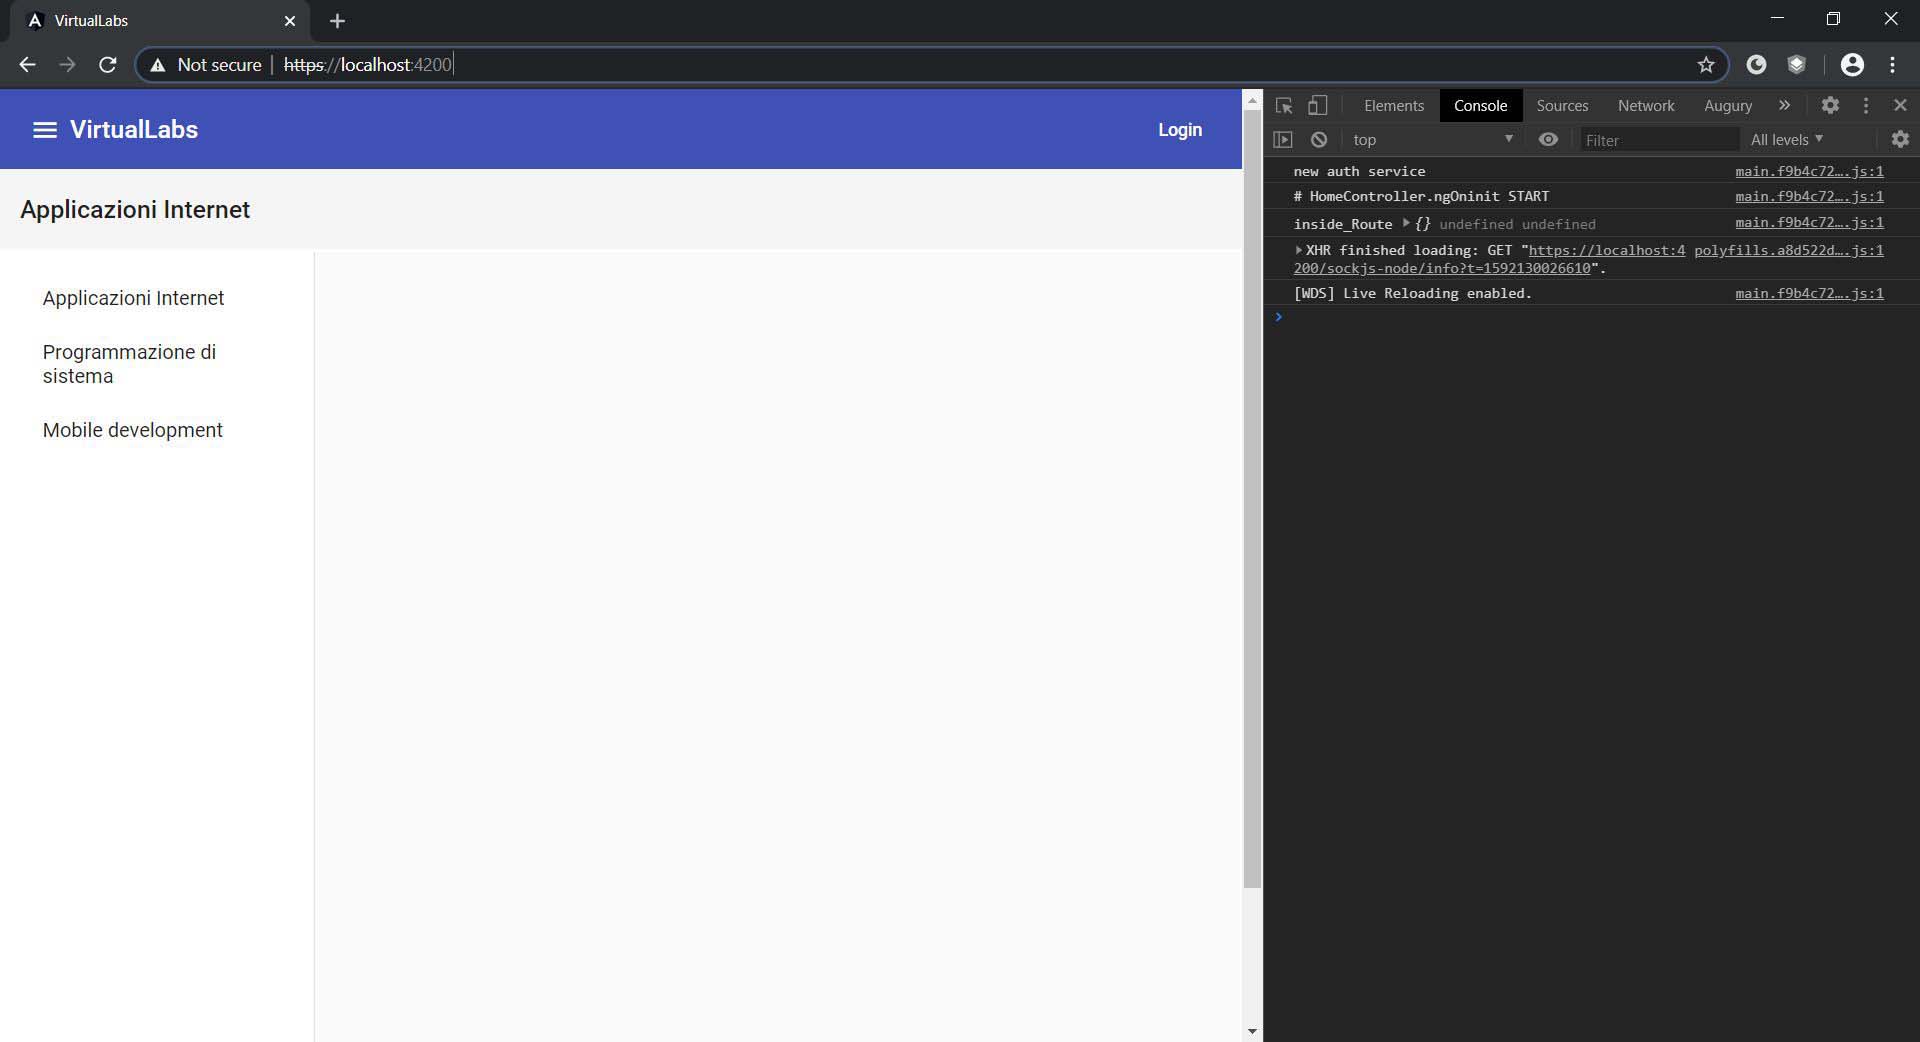 VirtualLabs
Not secure
https://localhost:4200
VirtualLabs
Login
Applicazioni Internet
Applicazioni Internet
Programmazione di
sistema
Mobile development
Elements Console Sources Network Augury
top Filter All levels
new auth service main.f9b4c72….js:1
# HomeController.ngOninit START main.f9b4c72….js:1
inside_Route {} undefined undefined main.f9b4c72….js:1
XHR finished loading: GET "https://localhost:4 polyfills.a8d522d….js:1
200/sockjs-node/info?t=1592130026610".
[WDS] Live Reloading enabled. main.f9b4c72….js:1